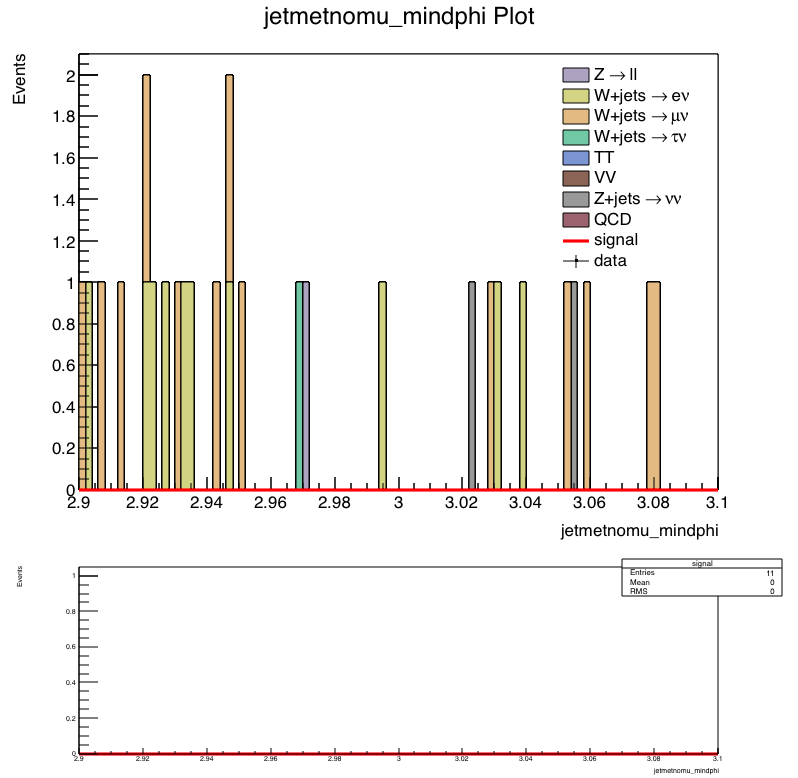 jetmetnomu_mindphi Plot
Events
2
1.8
1.6
1.4
1.2
1
0.8
0.6
0.4
0.2
0
2.9 2.92 2.94 2.96 2.98 3 3.02 3.04 3.06 3.08 3.1
jetmetnomu_mindphi
Z → ll
W+jets → eν
W+jets → μν
W+jets → τν
TT
VV
Z+jets → νν
QCD
signal
data
Events
signal
Entries 11
Mean 0
RMS 0
1
0.8
0.6
0.4
0.2
0
2.9 2.92 2.94 2.96 2.98 3 3.02 3.04 3.06 3.08 3.1
jetmetnomu_mindphi